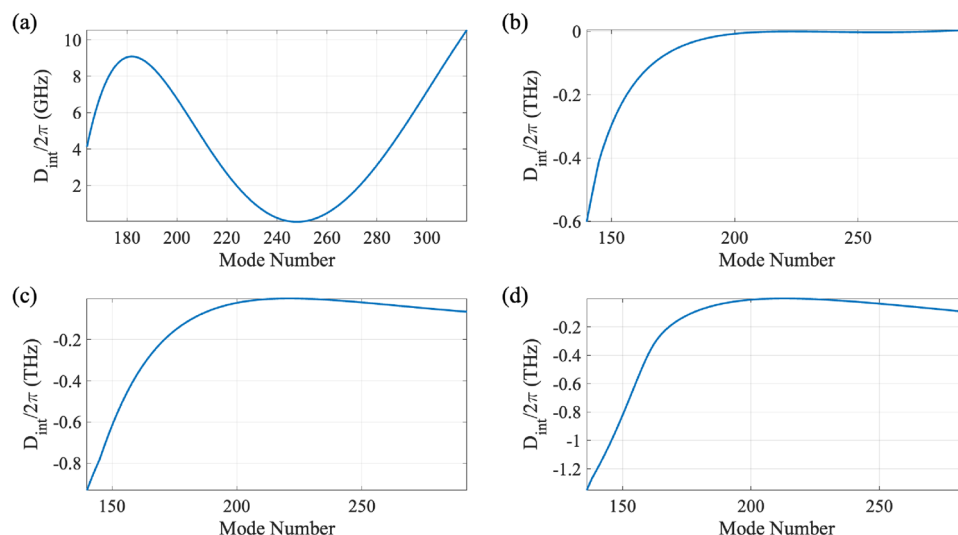 (a)
10
8
6
4
2
D_int/2π (GHz)
180 200 220 240 260 280 300
Mode Number
(b)
0
-0.2
-0.4
-0.6
D_int/2π (THz)
150 200 250
Mode Number
(c)
-0.2
-0.4
-0.6
-0.8
D_int/2π (THz)
150 200 250
Mode Number
(d)
-0.2
-0.4
-0.6
-0.8
-1
-1.2
D_int/2π (THz)
150 200 250
Mode Number